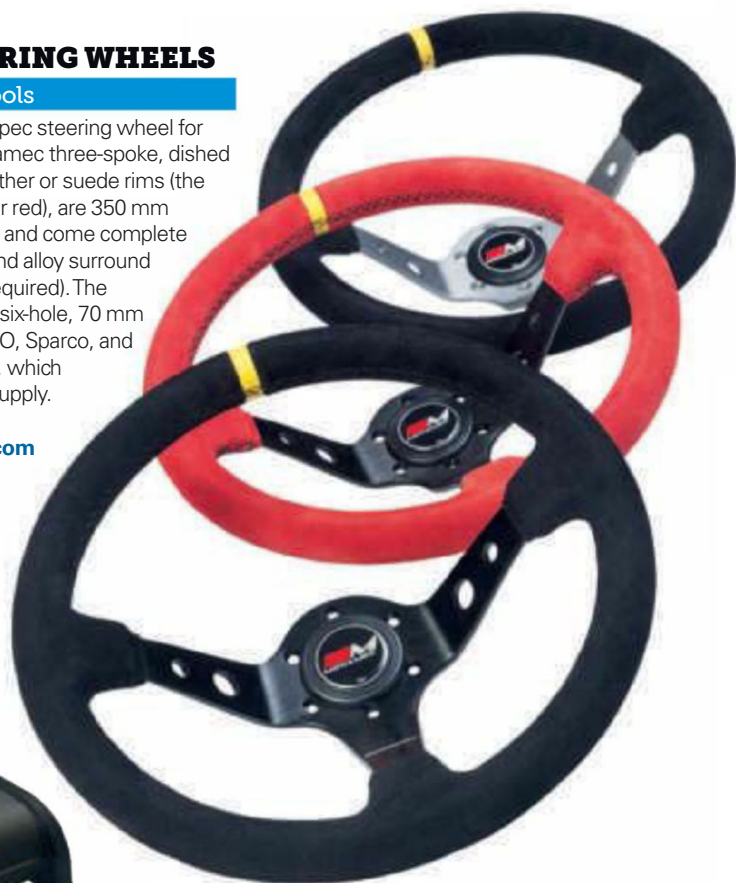 RING WHEELS
ools
pec steering wheel for
amec three-spoke, dished
ther or suede rims (the
r red), are 350 mm
and come complete
nd alloy surround
equired). The
six-hole, 70 mm
O, Sparco, and
which
upply.
com